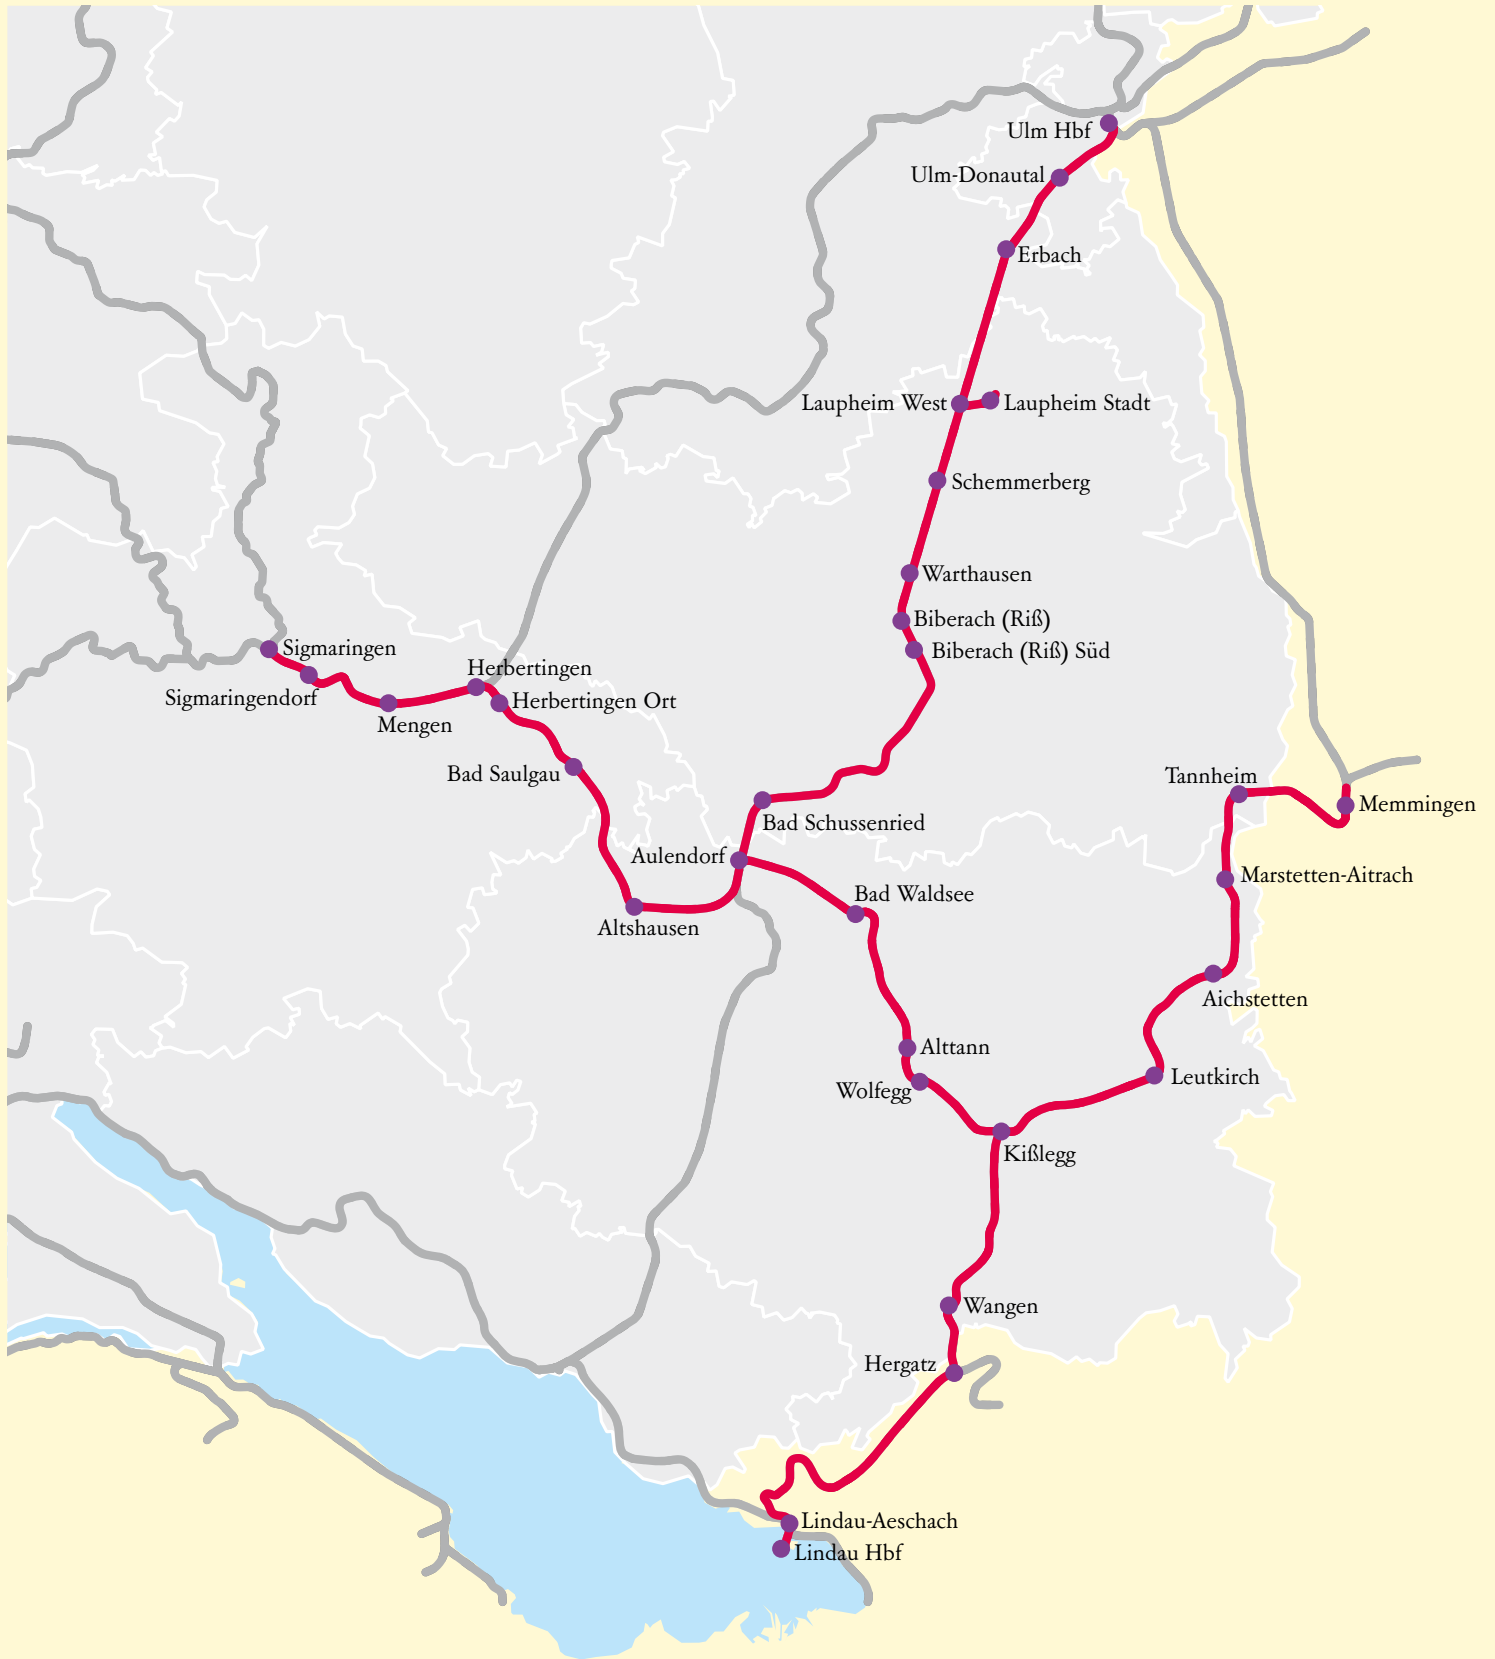 Ulm Hbf
Ulm-Donautal
Erbach
Laupheim West
Laupheim Stadt
Schemmerberg
Warthausen
Biberach (Riß)
Biberach (Riß) Süd
Sigmaringen
Herbertingen
Sigmaringendorf
Herbertingen Ort
Mengen
Bad Saulgau
Tannheim
Memmingen
Bad Schussenried
Aulendorf
Marstetten-Aitrach
Bad Waldsee
Altshausen
Aichstetten
Alttann
Leutkirch
Wolfegg
Kißlegg
Wangen
Hergatz
Lindau-Aeschach
Lindau Hbf